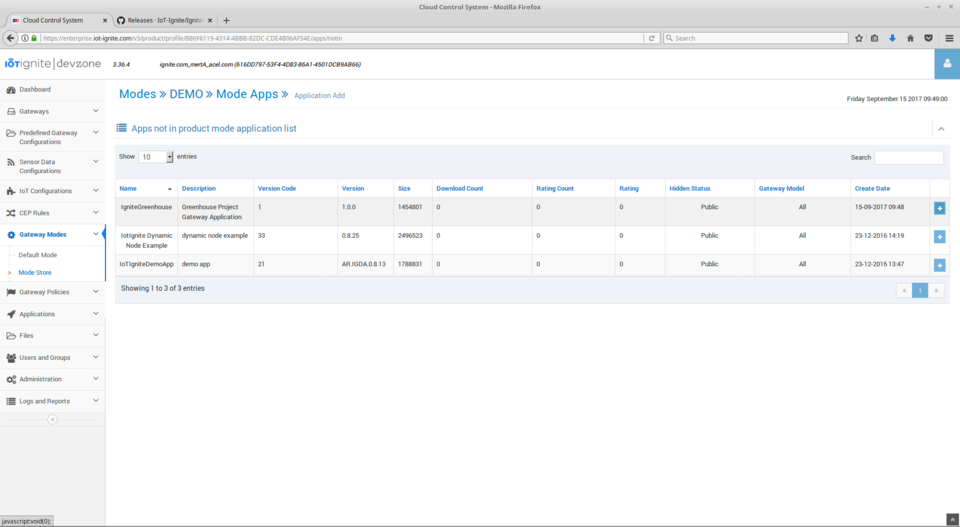 Cloud Control System - Mozilla Firefox
Cloud Control System
Releases · IoT-Ignite/Ignite
https://enterprise.iot-ignite.com/v3/product/profile/8B6F6119-4314-4BBB-82DC-CDE4B06AF54E/apps/notin
Search
iOTignite | devzone
3.36.4
ignite.com_mertA_acel.com (616DD797-53F7-4D83-86A1-4501DCB9AB66)
Dashboard
Gateways
Predefined Gateway
Configurations
Sensor Data
Configurations
IoT Configurations
CEP Rules
Gateway Modes
Default Mode
Mode Store
Gateway Policies
Applications
Files
Users and Groups
Administration
Logs and Reports
Modes » DEMO » Mode Apps » Application Add
Friday September 15 2017 09:49:00
Apps not in product mode application list
Show 10 entries
Search
Name Description Version Code Version Size Download Count Rating Count Rating Hidden Status Gateway Model Create Date
IgniteGreenhouse Greenhouse Project Gateway Application 1 1.0.0 1454801 0 0 0 Public All 15-09-2017 09:48
IotIgnite Dynamic Node Example dynamic node example 33 0.8.25 2496523 0 0 0 Public All 23-12-2016 14:19
IoTIgniteDemoApp demo app 21 AR.IGDA.0.8.13 1788831 0 0 0 Public All 23-12-2016 13:47
Showing 1 to 3 of 3 entries
« 1 »
javascript:void(0);